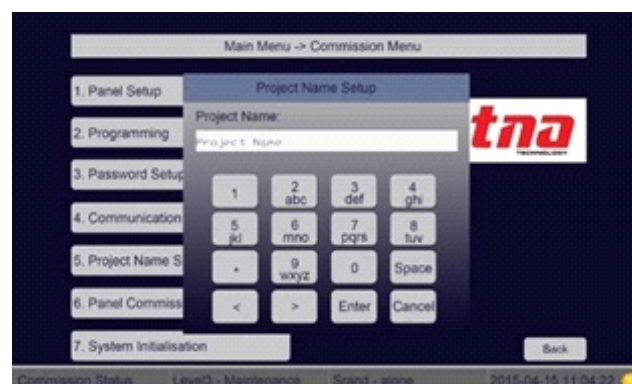 Main Menu -> Commission Menu
1. Panel Setup
2. Programming
3. Password Setup
4. Communication
5. Project Name S
6. Panel Commiss
7. System Initialisation
Project Name Setup
Project Name:
Project Name
1
2 abc
3 def
4 ghi
5 jkl
6 mno
7 pqrs
8 tuv
*
9 wxyz
0
Space
<
>
Enter
Cancel
tna
TECHNOLOGY
Back
Commission Status
Level3 - Maintenance
Srand - alone
2015-04-15 11:04:22